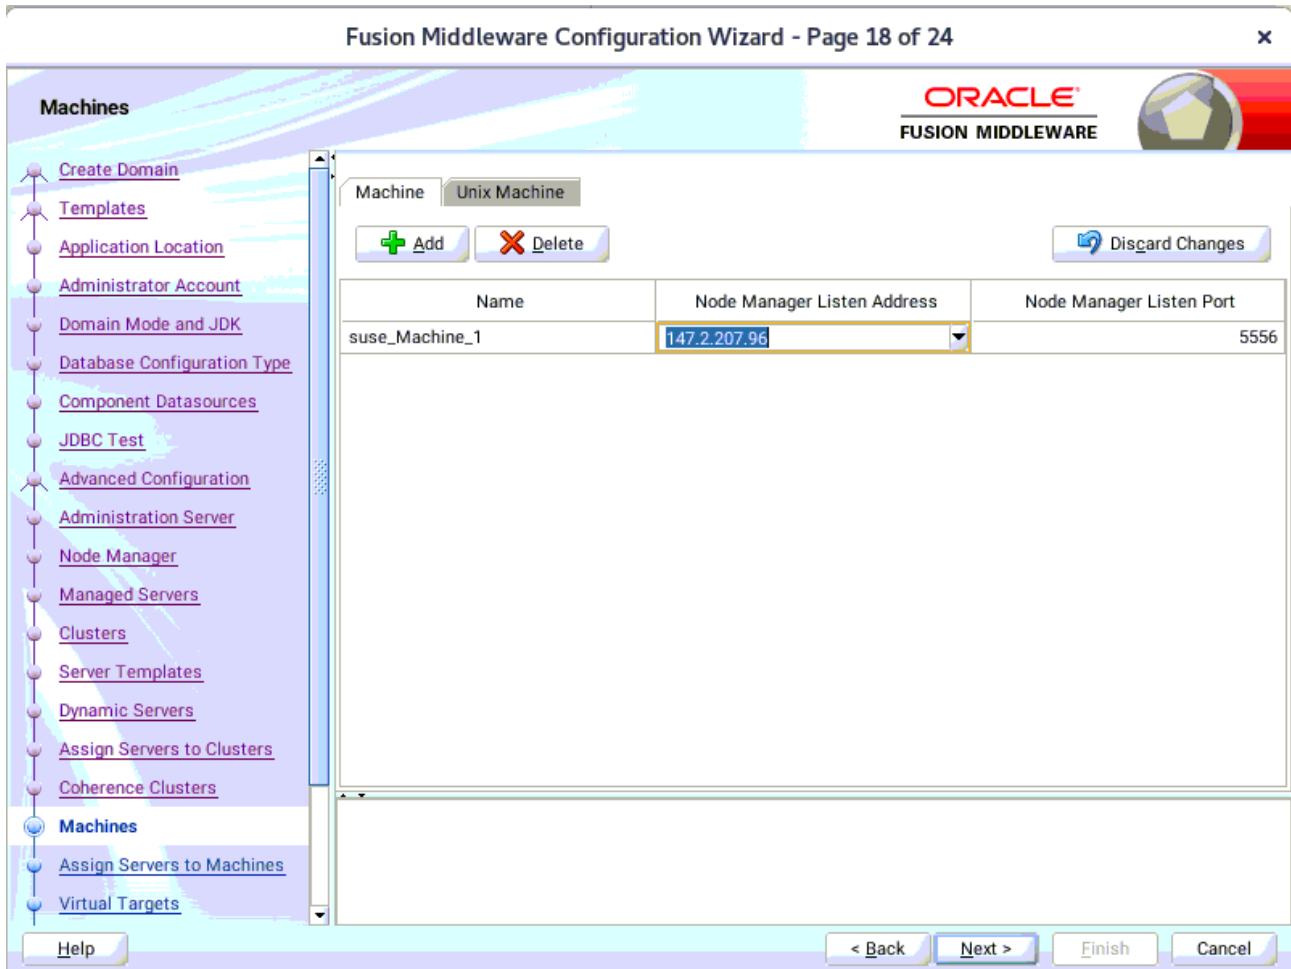 Fusion Middleware Configuration Wizard - Page 18 of 24
Machines
ORACLE
FUSION MIDDLEWARE
Create Domain
Templates
Application Location
Administrator Account
Domain Mode and JDK
Database Configuration Type
Component Datasources
JDBC Test
Advanced Configuration
Administration Server
Node Manager
Managed Servers
Clusters
Server Templates
Dynamic Servers
Assign Servers to Clusters
Coherence Clusters
Machines
Assign Servers to Machines
Virtual Targets
Machine Unix Machine
Add Delete Discard Changes
Name Node Manager Listen Address Node Manager Listen Port
suse_Machine_1 147.2.207.96 5556
Help < Back Next > Finish Cancel